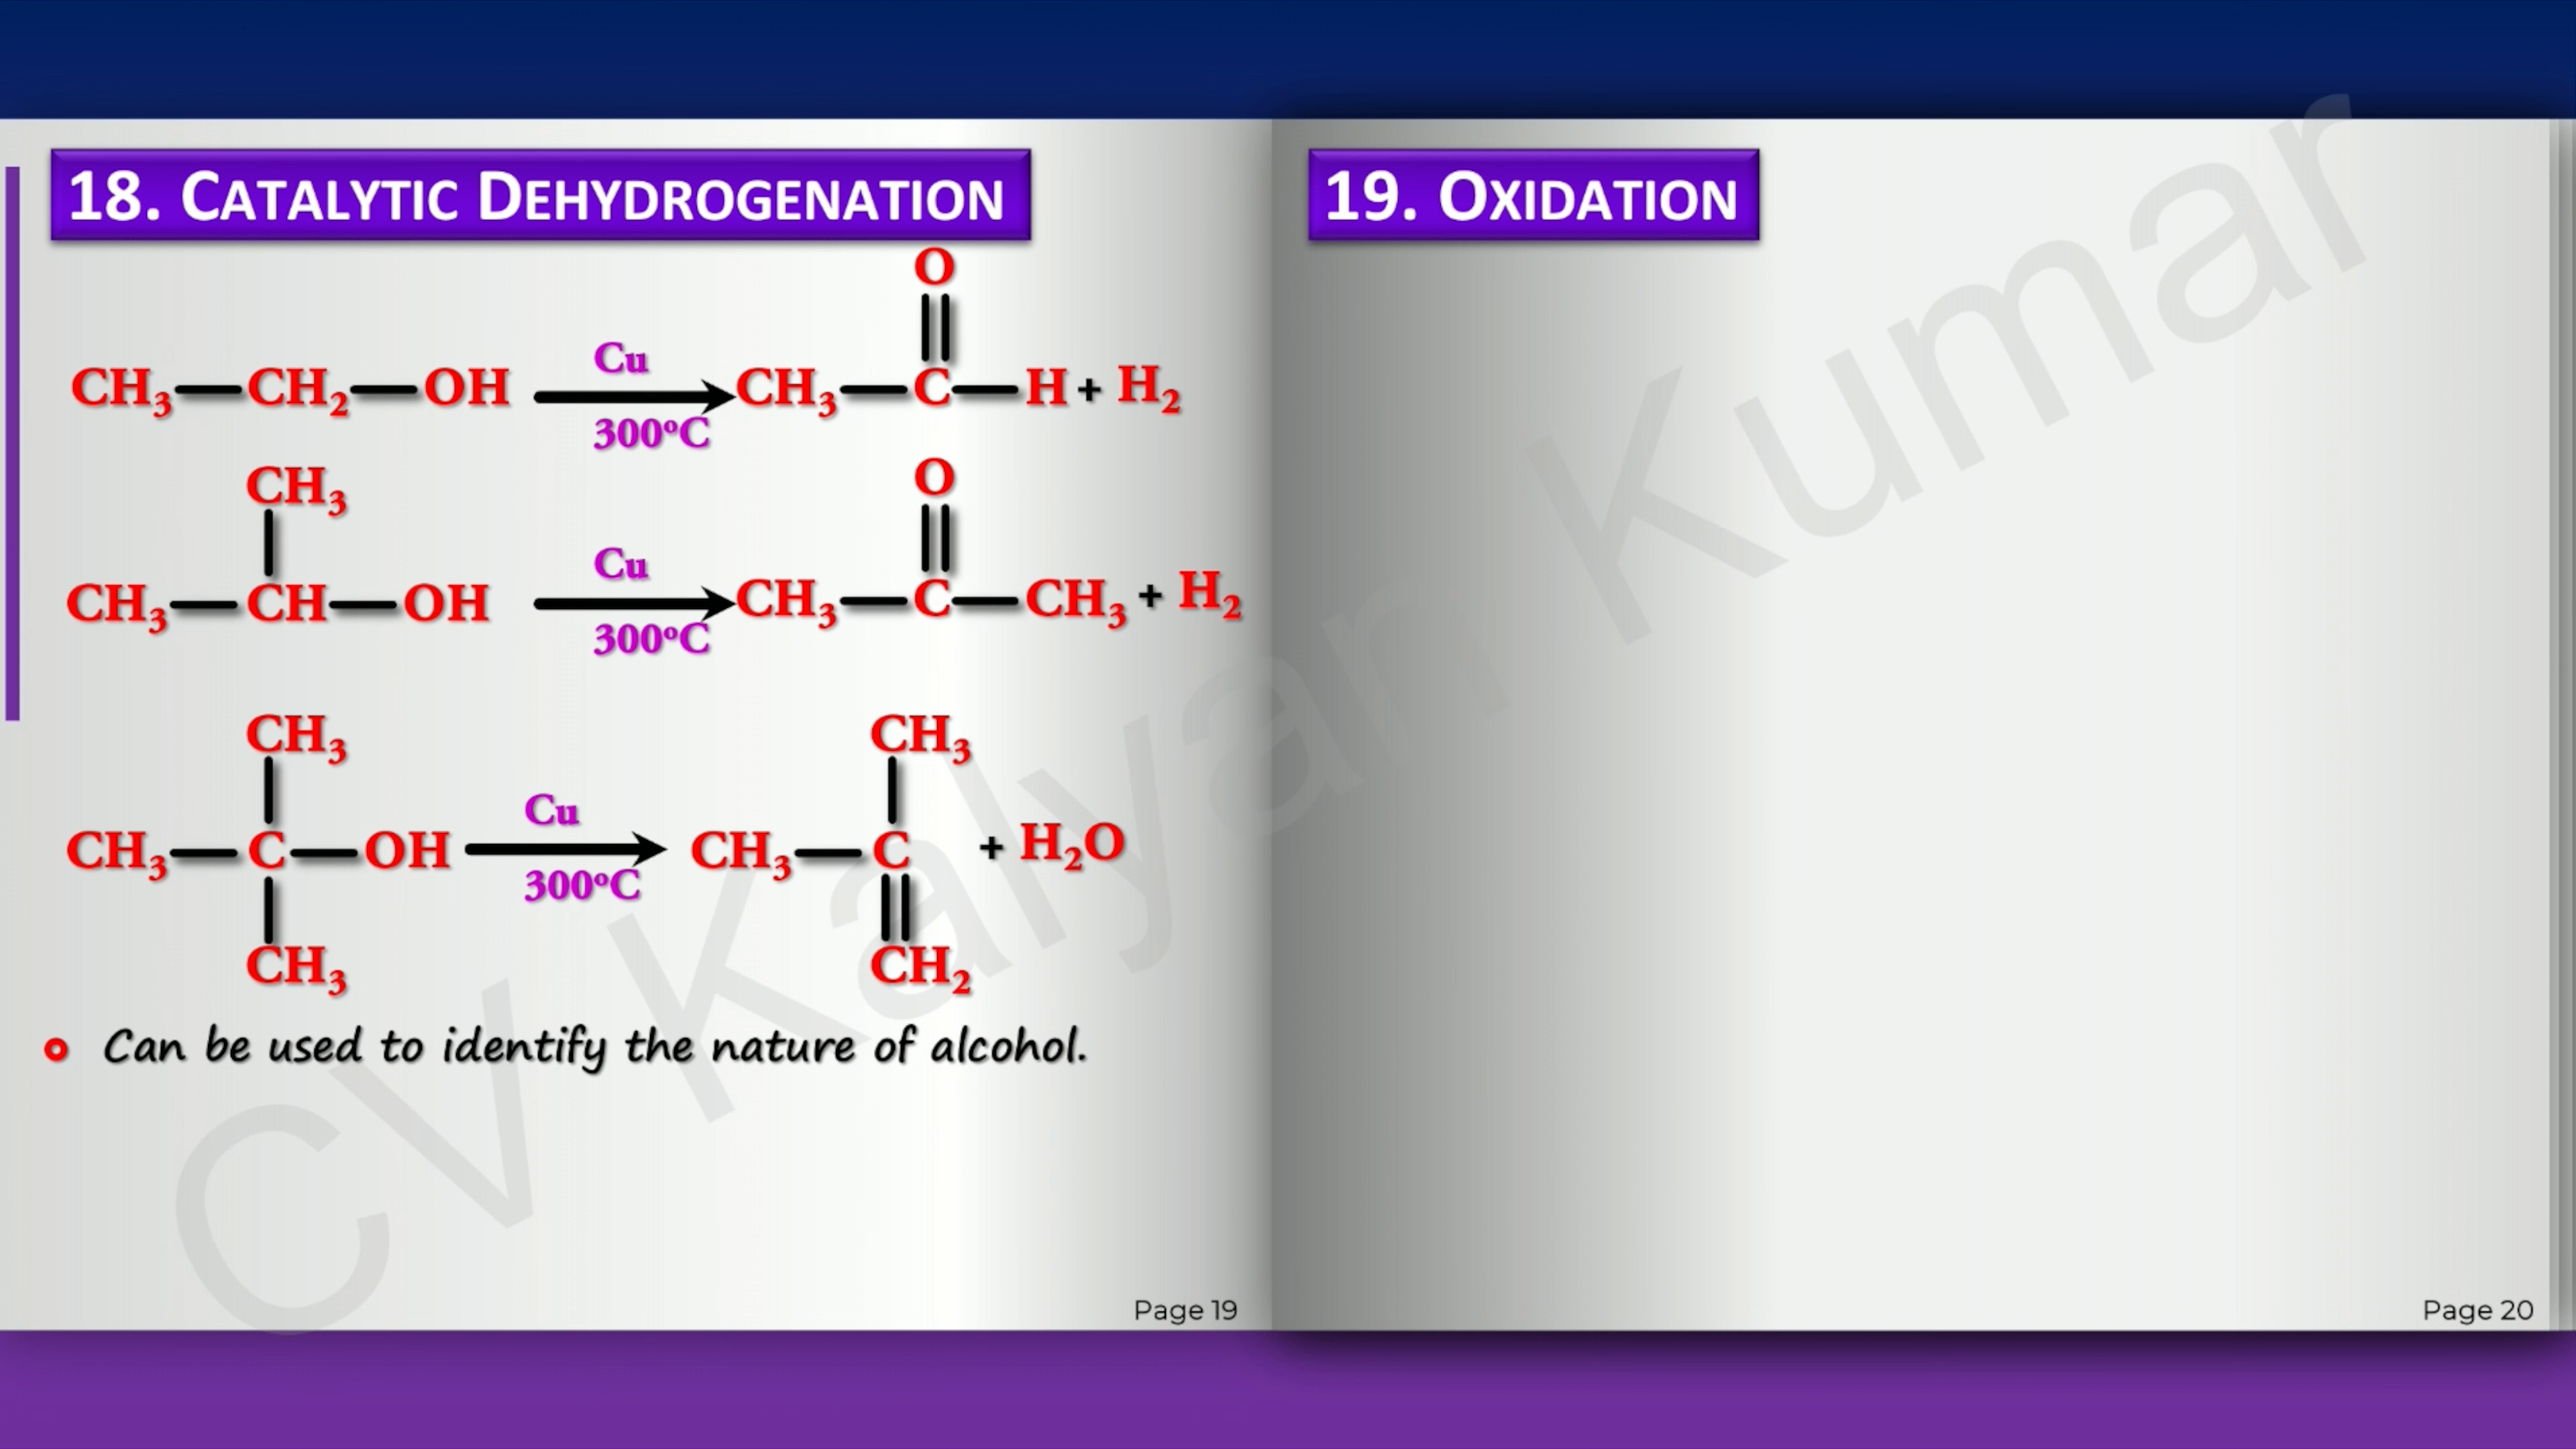 18. CATALYTIC DEHYDROGENATION
O
CH3—CH2—OH Cu 300°C CH3—C—H + H2
CH3 O
CH3—CH—OH Cu 300°C CH3—C—CH3 + H2
CH3 CH3
CH3—C—OH Cu 300°C CH3—C + H2O
CH3 CH2
Can be used to identify the nature of alcohol.
Page 19
19. OXIDATION
Page 20
CV Kalyan Kumar